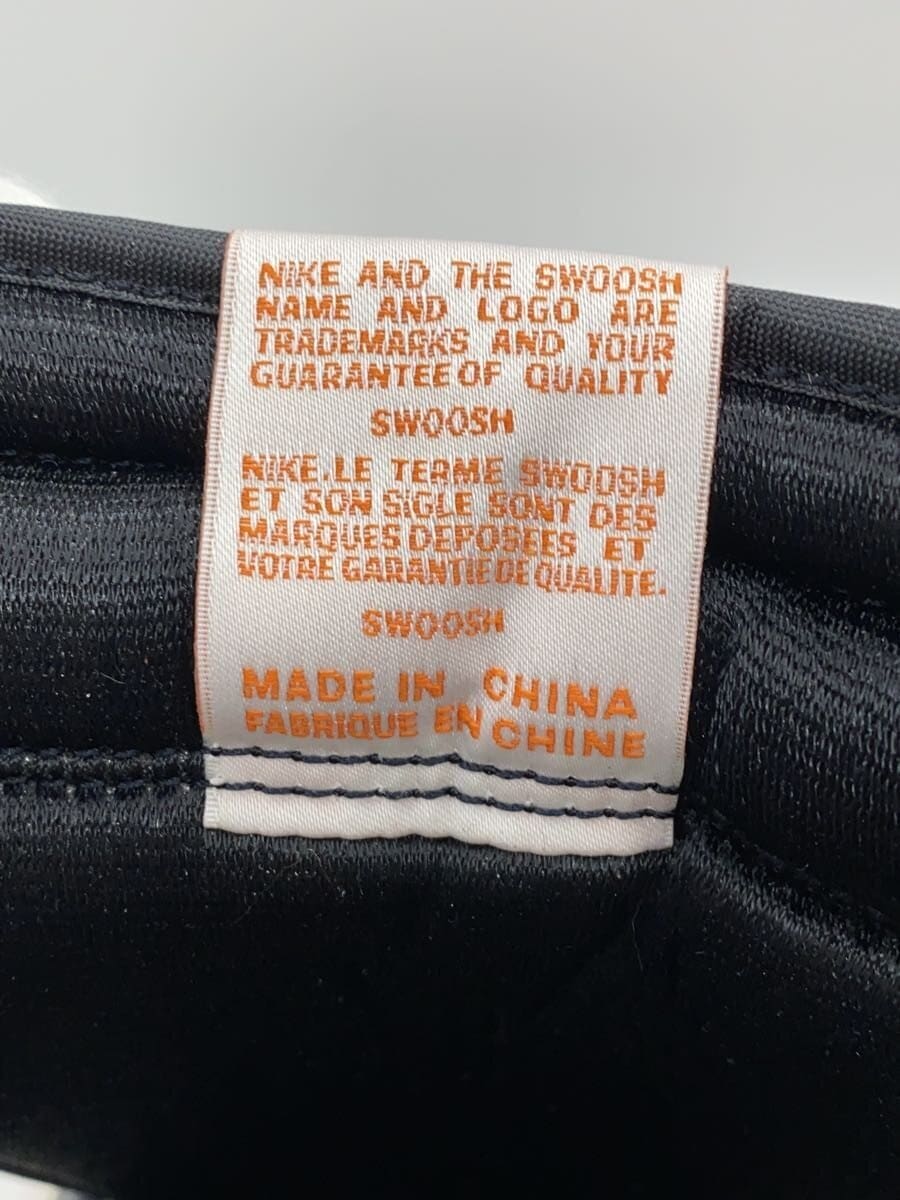 NIKE AND THE SWOOSH
NAME AND LOGO ARE
TRADEMARKS AND YOUR
GUARANTEE OF QUALITY
SWOOSH
NIKE.LE TERME SWOOSH
ET SON SIGLE SONT DES
MARQUES DEPOSEES ET
VOTRE GARANTIE DE QUALITE.
SWOOSH
MADE IN CHINA
FABRIQUE EN CHINE